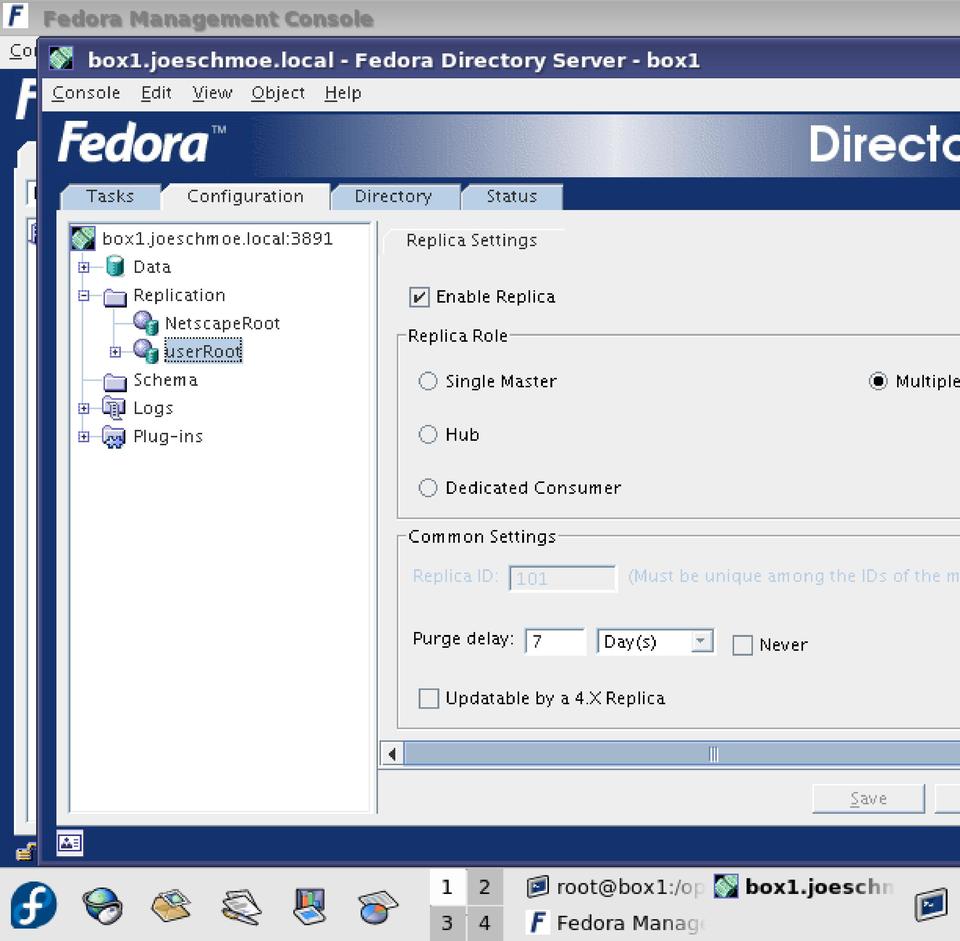 Fedora Management Console
Co
box1.joeschmoe.local - Fedora Directory Server - box1
Console Edit View Object Help
Fedora™
Directo
Tasks Configuration Directory Status
box1.joeschmoe.local:3891
Data
Replication
NetscapeRoot
userRoot
Schema
Logs
Plug-ins
Replica Settings
Enable Replica
Replica Role
Single Master
Multiple
Hub
Dedicated Consumer
Common Settings
Replica ID: 101 (Must be unique among the IDs of the m
Purge delay: 7 Day(s) Never
Updatable by a 4.X Replica
Save
1 2 root@box1:/op box1.joeschm
3 4 Fedora Manag